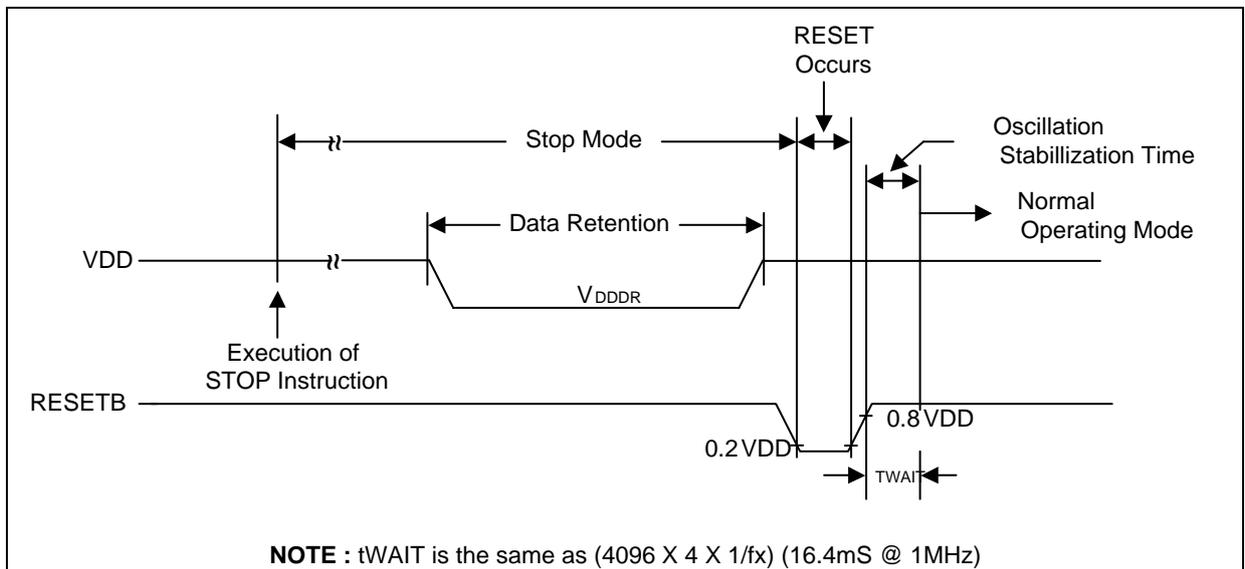 RESET
Occurs
Stop Mode
Oscillation
Stabillization Time
Normal
Operating Mode
Data Retention
VDD
VDDDR
Execution of
STOP Instruction
RESETB
0.2 VDD
0.8 VDD
TWAIT
NOTE : tWAIT is the same as (4096 X 4 X 1/fx) (16.4mS @ 1MHz)